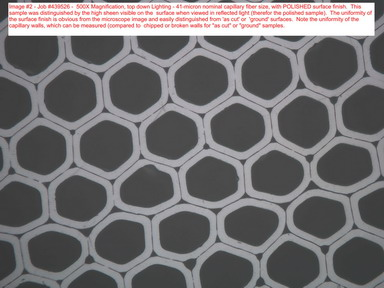 Image #2 - Job #439526 - 500X Magnification, top down Lighting - 41-micron nominal capillary fiber size, with POLISHED surface finish. This
sample was distinguished by the high sheen visible on the surface when viewed in reflected light (therefor the polished sample). The uniformity of
the surface finish is obvious from the microscope image and easily distinguished from 'as cut' or 'ground' surfaces. Note the uniformity of the
capillary walls, which can be measured (compared to chipped or broken walls for "as cut" or "ground" samples.